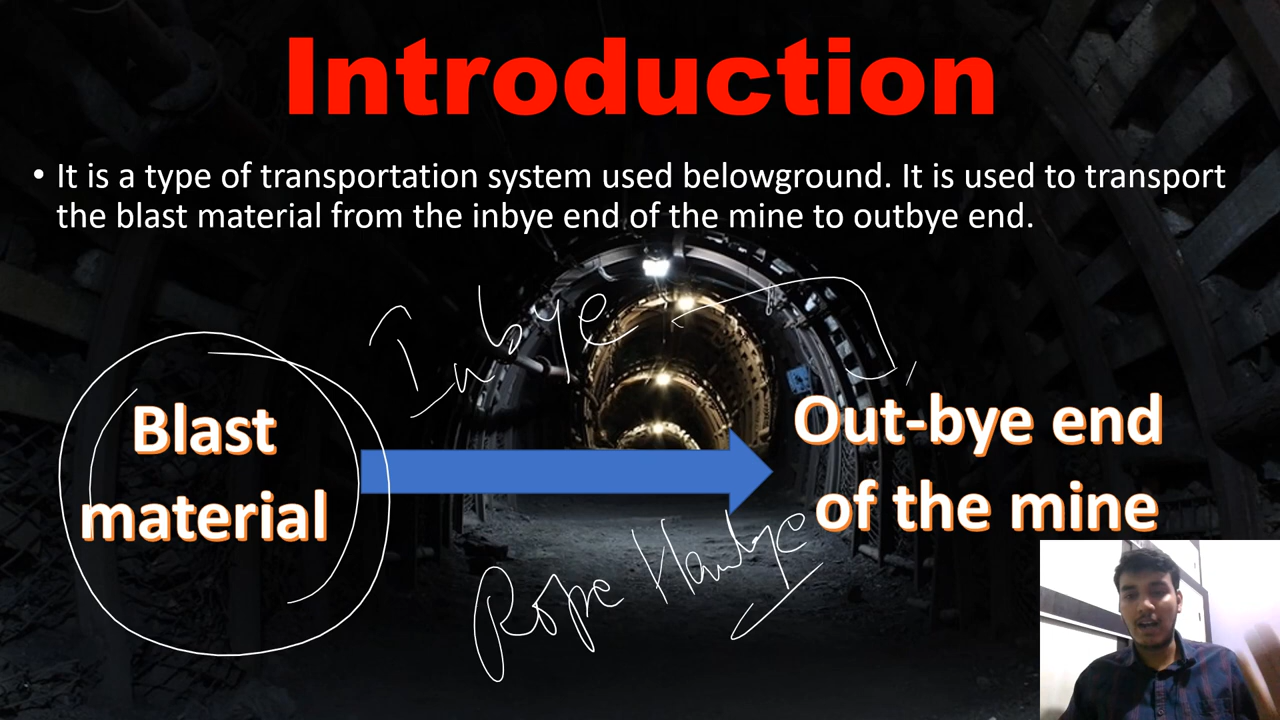 Introduction
• It is a type of transportation system used belowground. It is used to transport
the blast material from the inbye end of the mine to outbye end.
Inbye
Blast
material
Out-bye end
of the mine
Rope